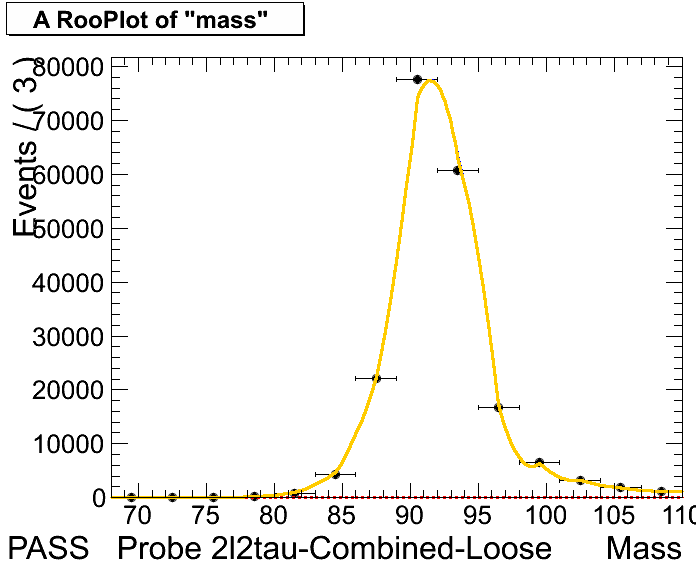 A RooPlot of "mass"
Events / ( 3 )
80000
70000
60000
50000
40000
30000
20000
10000
0
70 75 80 85 90 95 100 105 110
PASS Probe 2l2tau-Combined-Loose Mass